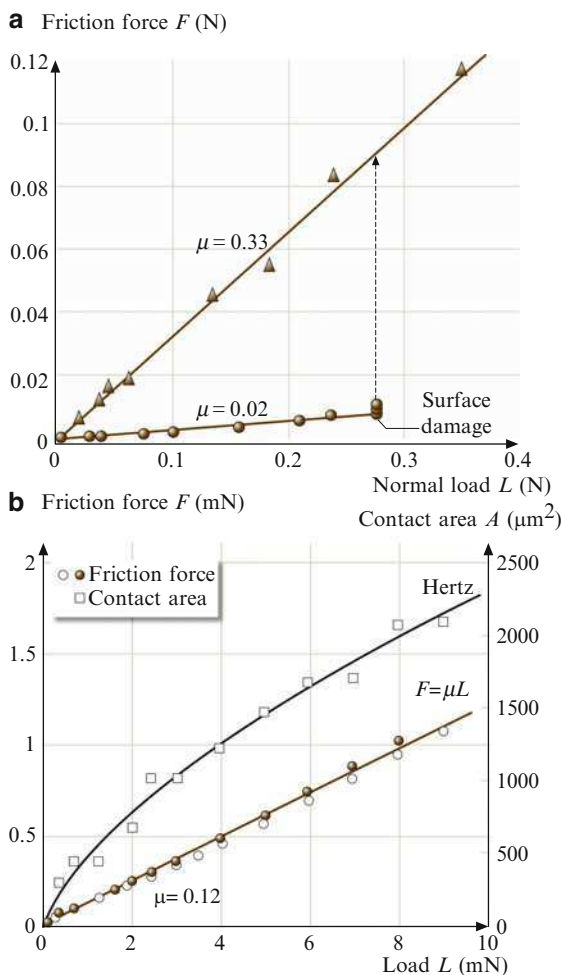 a Friction force F (N)
0.12
0.1
0.08
0.06
0.04
0.02
0
μ = 0.33
μ = 0.02
Surface
damage
0.1 0.2 0.3 0.4
Normal load L (N)
b Friction force F (mN)
Contact area A (μm²)
2
1.5
1
0.5
0
Friction force
Contact area
Hertz
F=μL
μ= 0.12
2500
2000
1500
1000
500
0
0 2 4 6 8 10
Load L (mN)